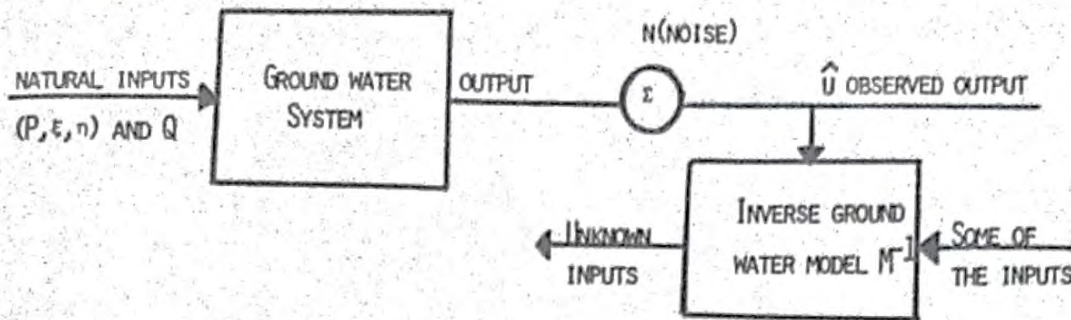 N(NOISE)
NATURAL INPUTS
(P,ξ,η) AND Q
GROUND WATER
SYSTEM
OUTPUT
Σ
û OBSERVED OUTPUT
INVERSE GROUND
WATER MODEL M⁻¹
UNKNOWN
INPUTS
SOME OF
THE INPUTS